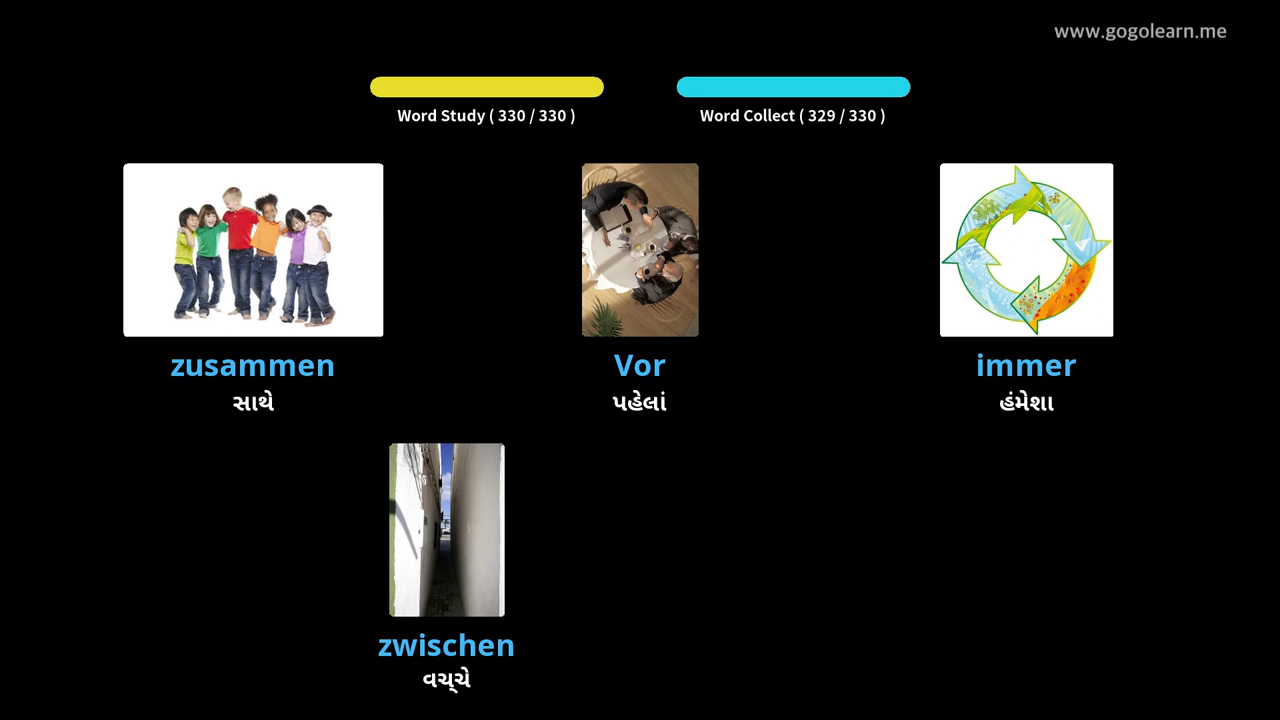 www.gogolearn.me
Word Study ( 330 / 330 )
Word Collect ( 329 / 330 )
zusammen
સાથે
Vor
પહેલાં
immer
હંમેશા
zwischen
વચ્ચે